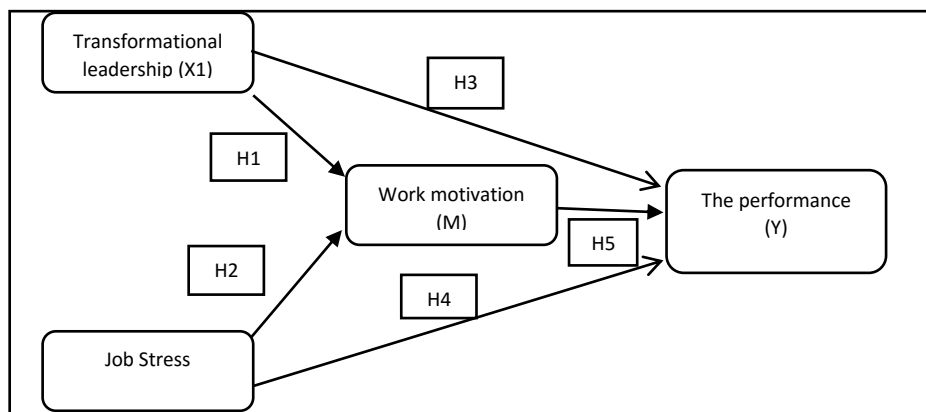 Transformational
leadership (X1)
H3
H1
Work motivation
(M)
The performance
(Y)
H2
H5
H4
Job Stress